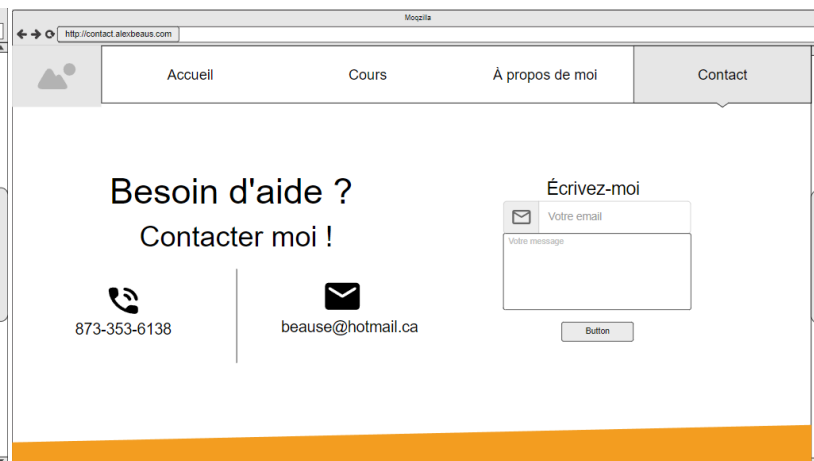 Moqzilla
http://contact.alexbeaus.com
Accueil Cours À propos de moi Contact
Besoin d'aide ?
Contacter moi !
873-353-6138
beause@hotmail.ca
Écrivez-moi
Votre email
Votre message
Button